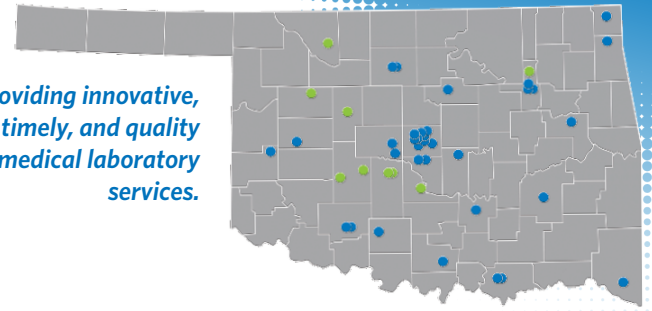 oviding innovative,
timely, and quality
medical laboratory
services.